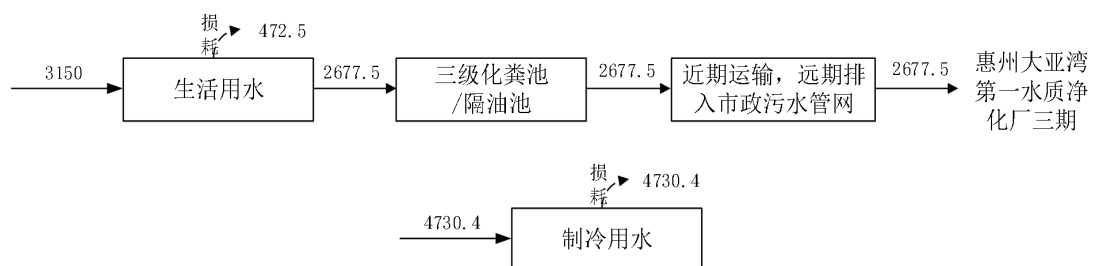 损
耗
472.5
3150
生活用水
2677.5
三级化粪池
/隔油池
2677.5
近期运输，远期排
入市政污水管网
2677.5
惠州大亚湾
第一水质净
化厂三期
损
耗
4730.4
4730.4
制冷用水